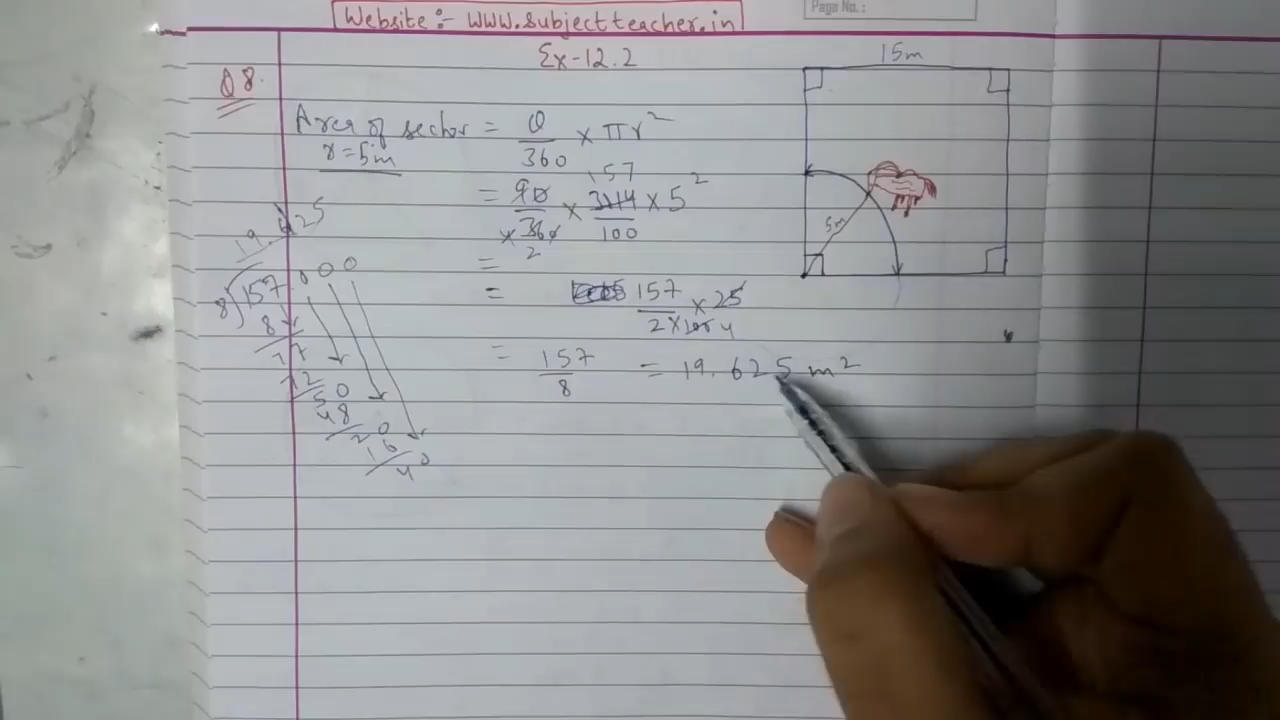 Website :- www.subjectteacher.in
Page No. :
Ex-12.2
15m
Q8.
Area of sector = θ/360 × πr²
r = 5m
= 90/360 × 314/100 × 5²
157
2
=
= 157/2×100 × 25
4
= 157/8 = 19.625 m²
5m
19.625
8)157.000
8
77
72
50
48
20
16
40